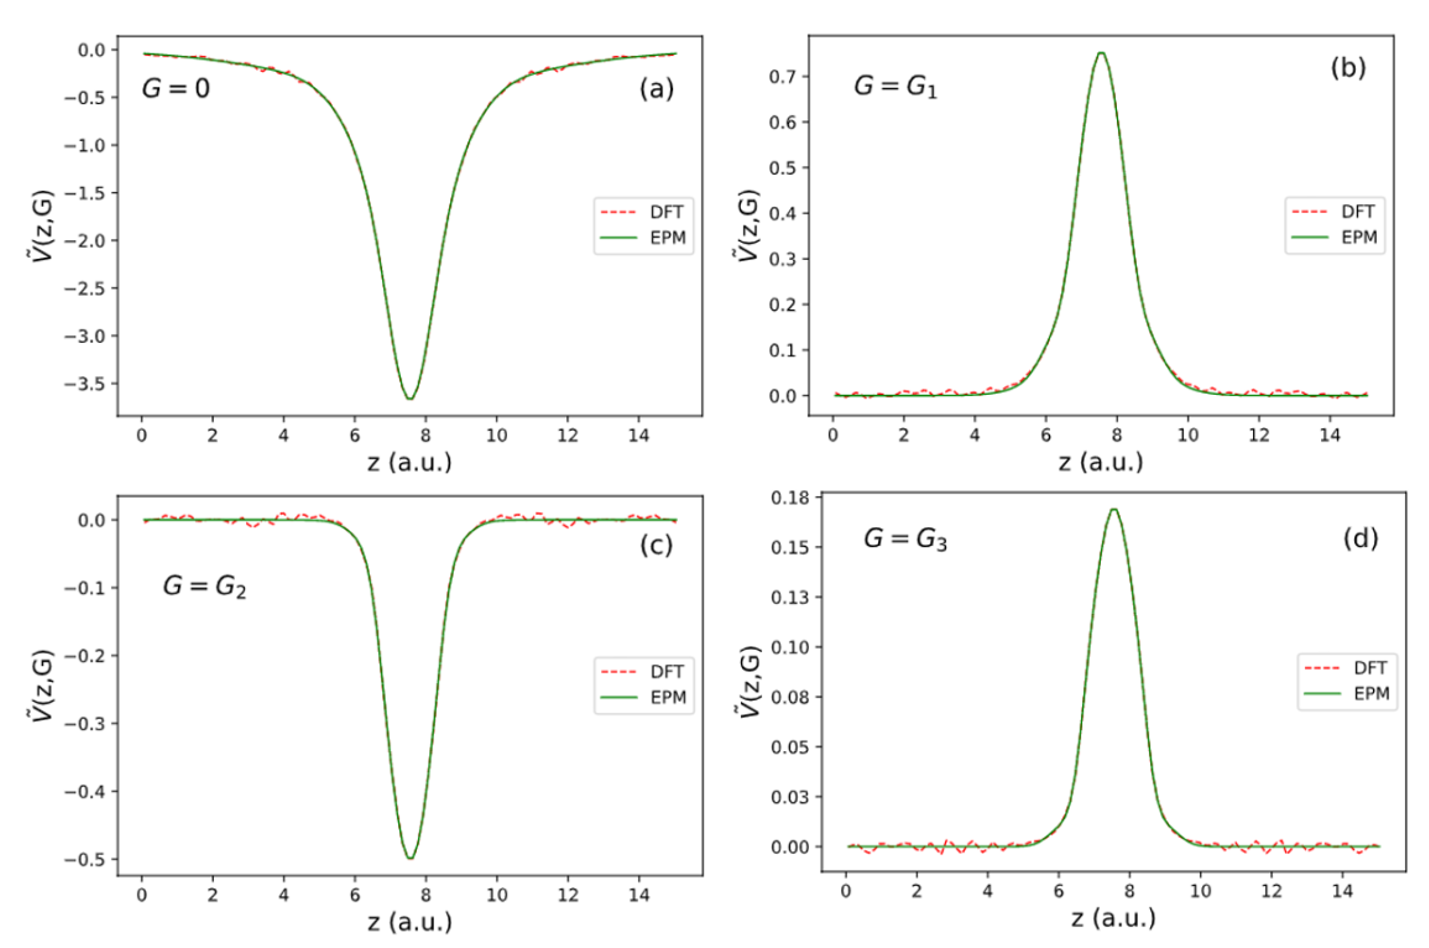 0.0
−0.5
−1.0
−1.5
−2.0
−2.5
−3.0
−3.5
Ṽ(z,G)
G = 0
(a)
DFT
EPM
0 2 4 6 8 10 12 14
z (a.u.)
0.7
0.6
0.5
0.4
0.3
0.2
0.1
0.0
Ṽ(z,G)
G = G₁
(b)
DFT
EPM
0 2 4 6 8 10 12 14
z (a.u.)
0.0
−0.1
−0.2
−0.3
−0.4
−0.5
Ṽ(z,G)
G = G₂
(c)
DFT
EPM
0 2 4 6 8 10 12 14
z (a.u.)
0.18
0.15
0.13
0.10
0.08
0.05
0.03
0.00
Ṽ(z,G)
G = G₃
(d)
DFT
EPM
0 2 4 6 8 10 12 14
z (a.u.)